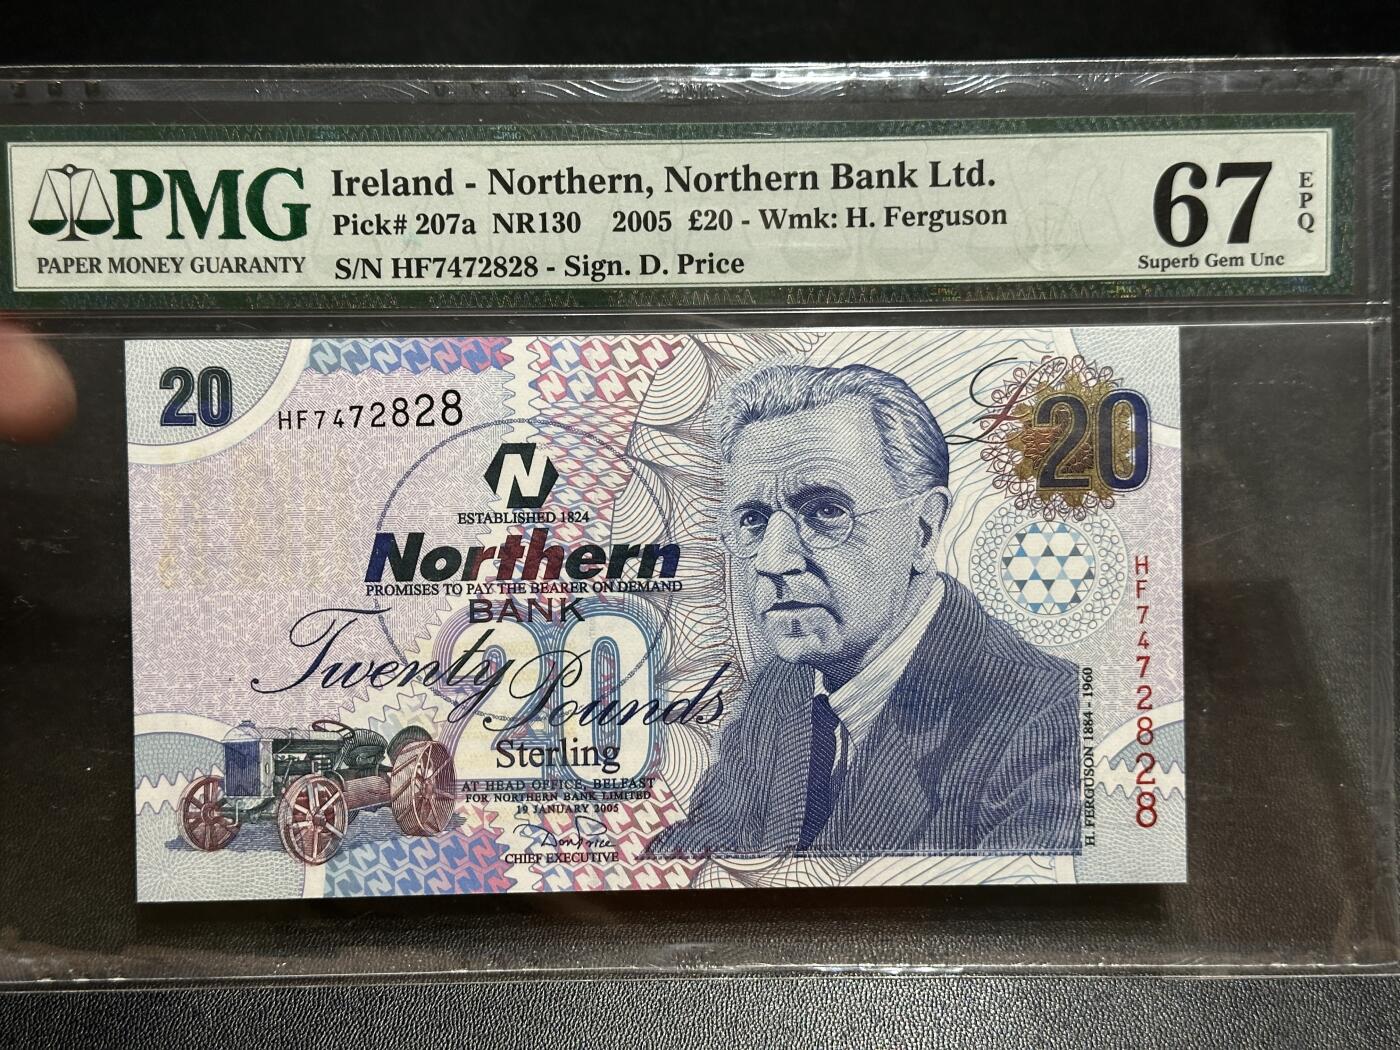 PMG
PAPER MONEY GUARANTY
Ireland - Northern, Northern Bank Ltd.
Pick# 207a NR130 2005 £20 - Wmk: H. Ferguson
S/N HF7472828 - Sign. D. Price
67
EPQ
Superb Gem Unc
20
HF7472828
£20
N
ESTABLISHED 1824
Northern
PROMISES TO PAY THE BEARER ON DEMAND
BANK
20
Twenty Pounds
Sterling
AT HEAD OFFICE, BELFAST
FOR NORTHERN BANK LIMITED
19 JANUARY 2005
Don Price
CHIEF EXECUTIVE
H. FERGUSON 1884 - 1960
HF7472828